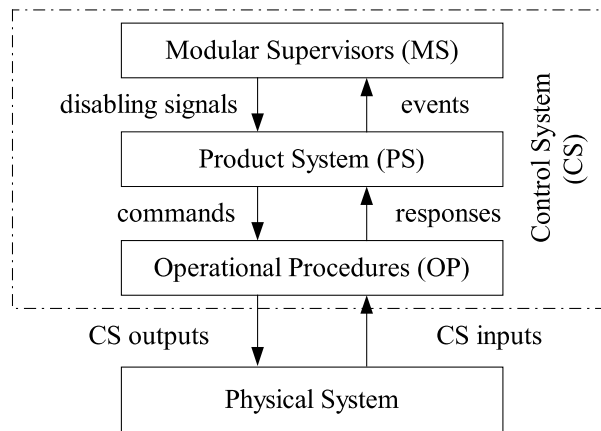 Modular Supervisors (MS)
disabling signals
events
Product System (PS)
commands
responses
Operational Procedures (OP)
CS outputs
CS inputs
Physical System
Control System
(CS)